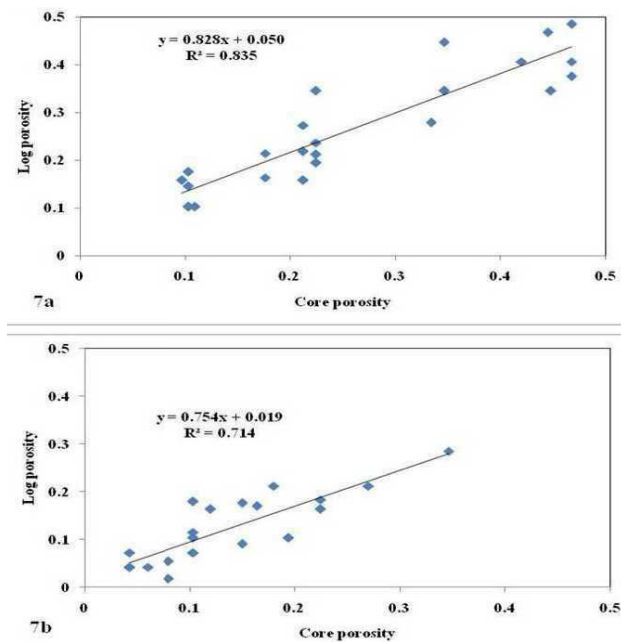 0.5
y = 0.828x + 0.050
R² = 0.835
0.4
0.3
Log porosity
0.2
0.1
0
0 0.1 0.2 0.3 0.4 0.5
7a Core porosity
0.5
0.4
y = 0.754x + 0.019
R² = 0.714
0.3
Log porosity
0.2
0.1
0
0 0.1 0.2 0.3 0.4 0.5
7b Core porosity